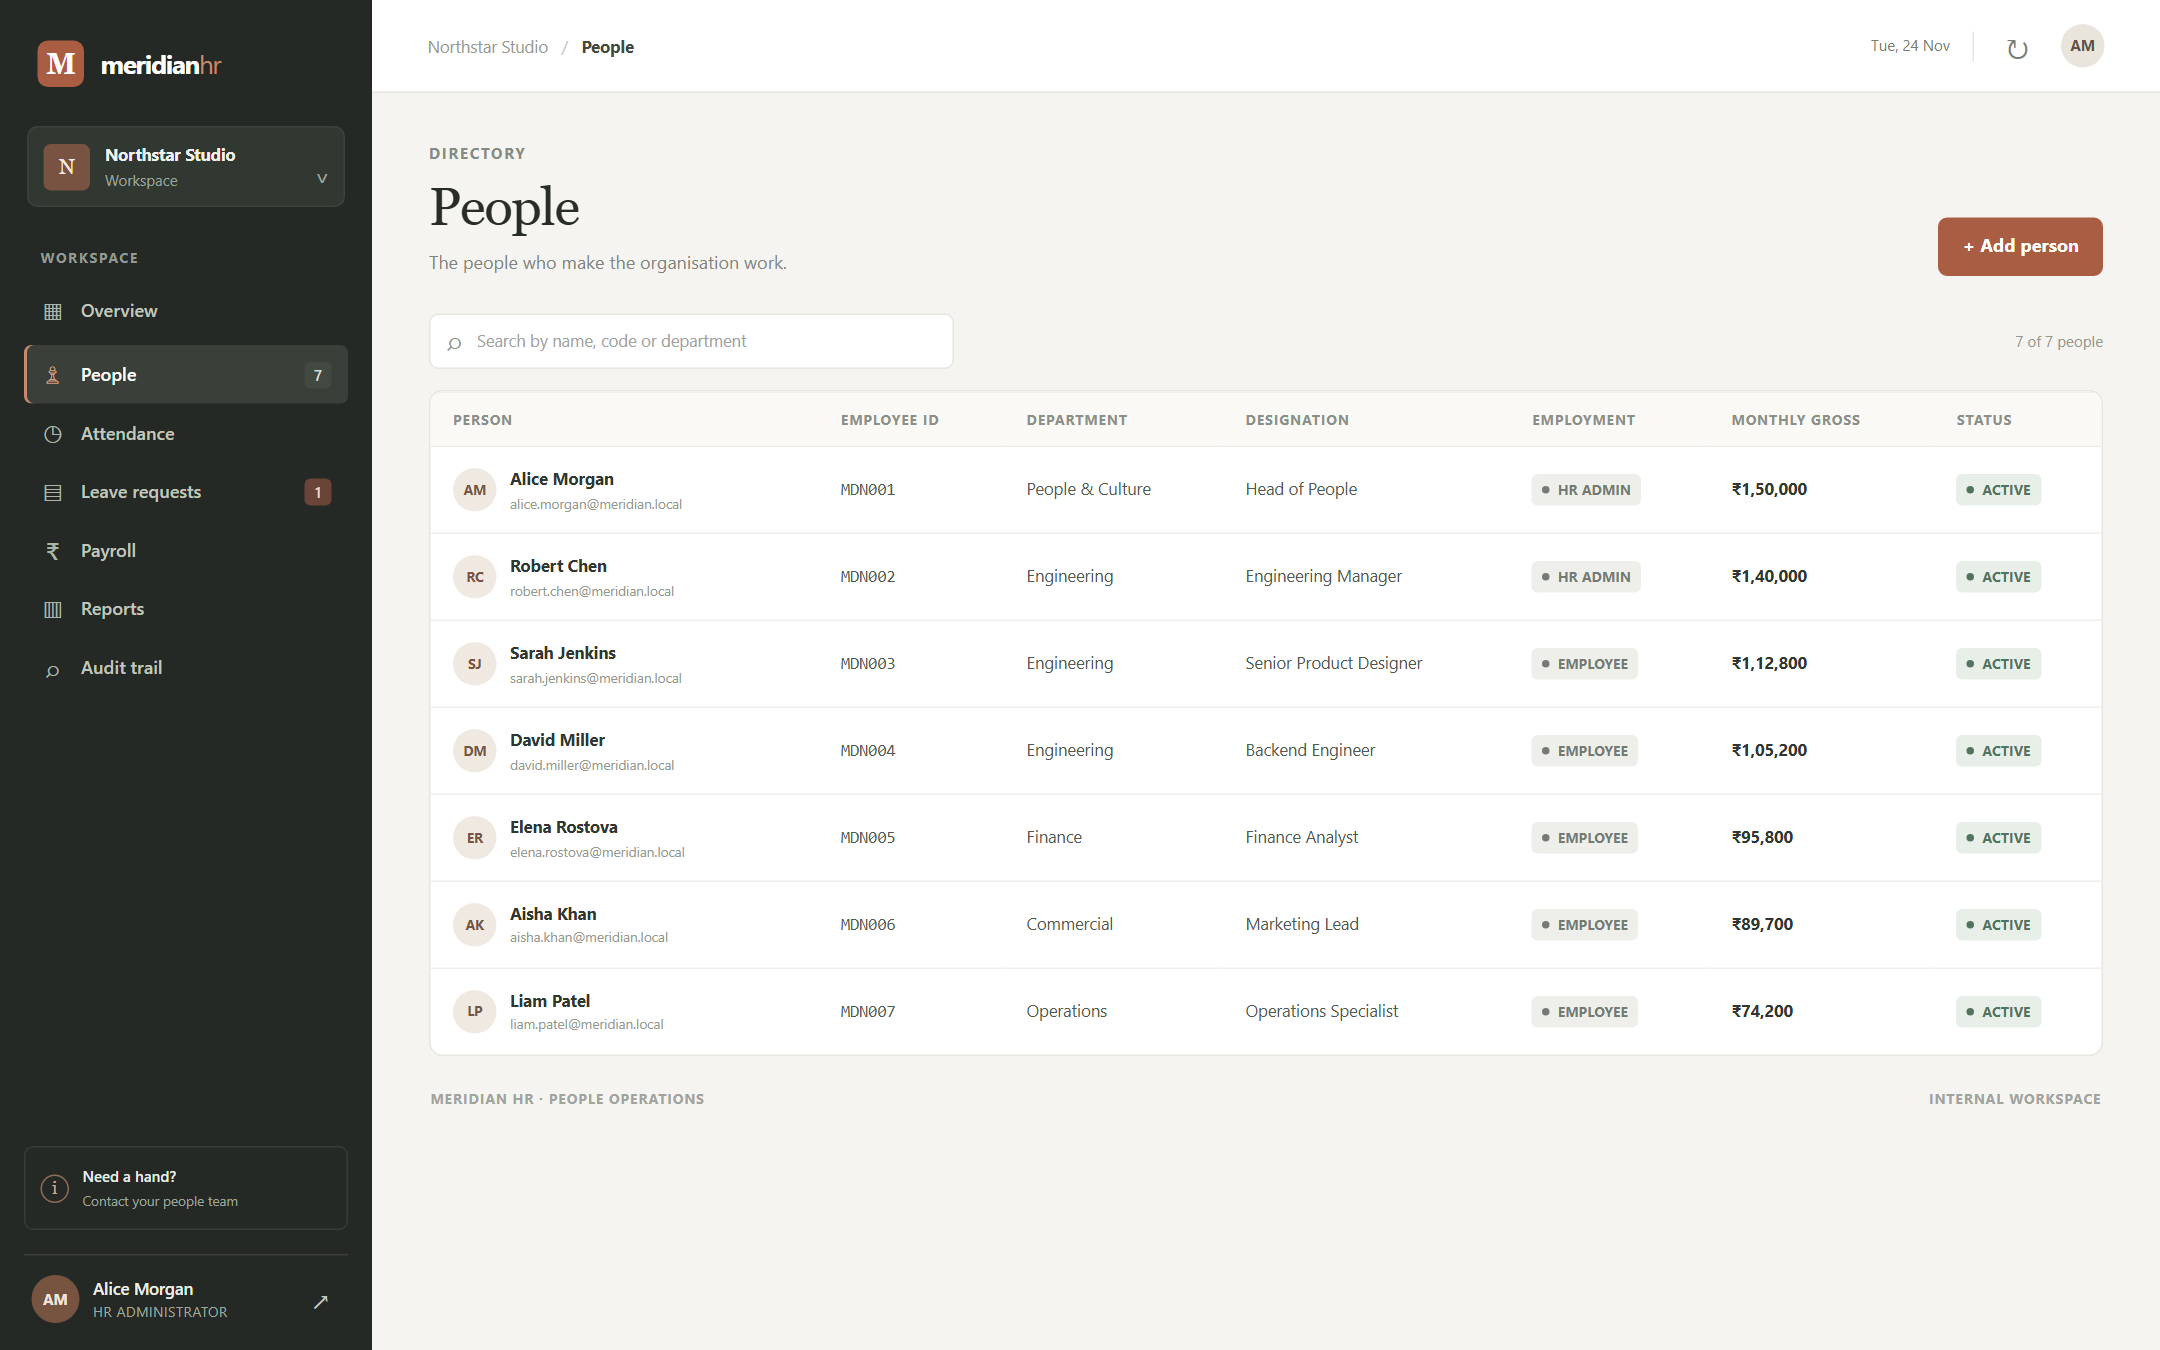 M meridianhr
N Northstar Studio
Workspace
WORKSPACE
Overview
People 7
Attendance
Leave requests 1
₹ Payroll
Reports
Audit trail
i Need a hand?
Contact your people team
AM Alice Morgan
HR ADMINISTRATOR
Northstar Studio / People
Tue, 24 Nov AM
DIRECTORY
People
The people who make the organisation work.
+ Add person
Search by name, code or department
7 of 7 people
PERSON EMPLOYEE ID DEPARTMENT DESIGNATION EMPLOYMENT MONTHLY GROSS STATUS
AM Alice Morgan MDN001 People & Culture Head of People HR ADMIN ₹1,50,000 ACTIVE
alice.morgan@meridian.local
RC Robert Chen MDN002 Engineering Engineering Manager HR ADMIN ₹1,40,000 ACTIVE
robert.chen@meridian.local
SJ Sarah Jenkins MDN003 Engineering Senior Product Designer EMPLOYEE ₹1,12,800 ACTIVE
sarah.jenkins@meridian.local
DM David Miller MDN004 Engineering Backend Engineer EMPLOYEE ₹1,05,200 ACTIVE
david.miller@meridian.local
ER Elena Rostova MDN005 Finance Finance Analyst EMPLOYEE ₹95,800 ACTIVE
elena.rostova@meridian.local
AK Aisha Khan MDN006 Commercial Marketing Lead EMPLOYEE ₹89,700 ACTIVE
aisha.khan@meridian.local
LP Liam Patel MDN007 Operations Operations Specialist EMPLOYEE ₹74,200 ACTIVE
liam.patel@meridian.local
MERIDIAN HR · PEOPLE OPERATIONS
INTERNAL WORKSPACE